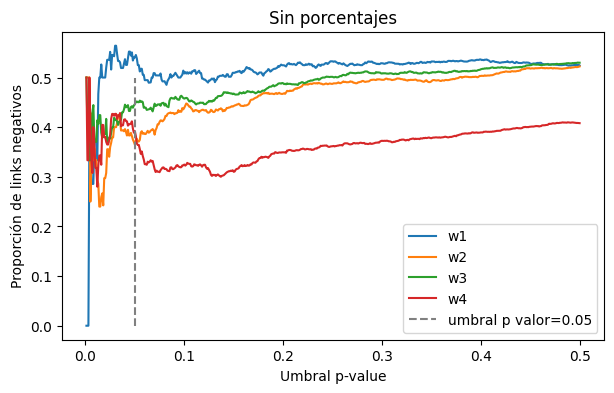 Sin porcentajes
Proporción de links negativos
0.5
0.4
0.3
0.2
0.1
0.0
w1
w2
w3
w4
umbral p valor=0.05
0.0 0.1 0.2 0.3 0.4 0.5
Umbral p-value